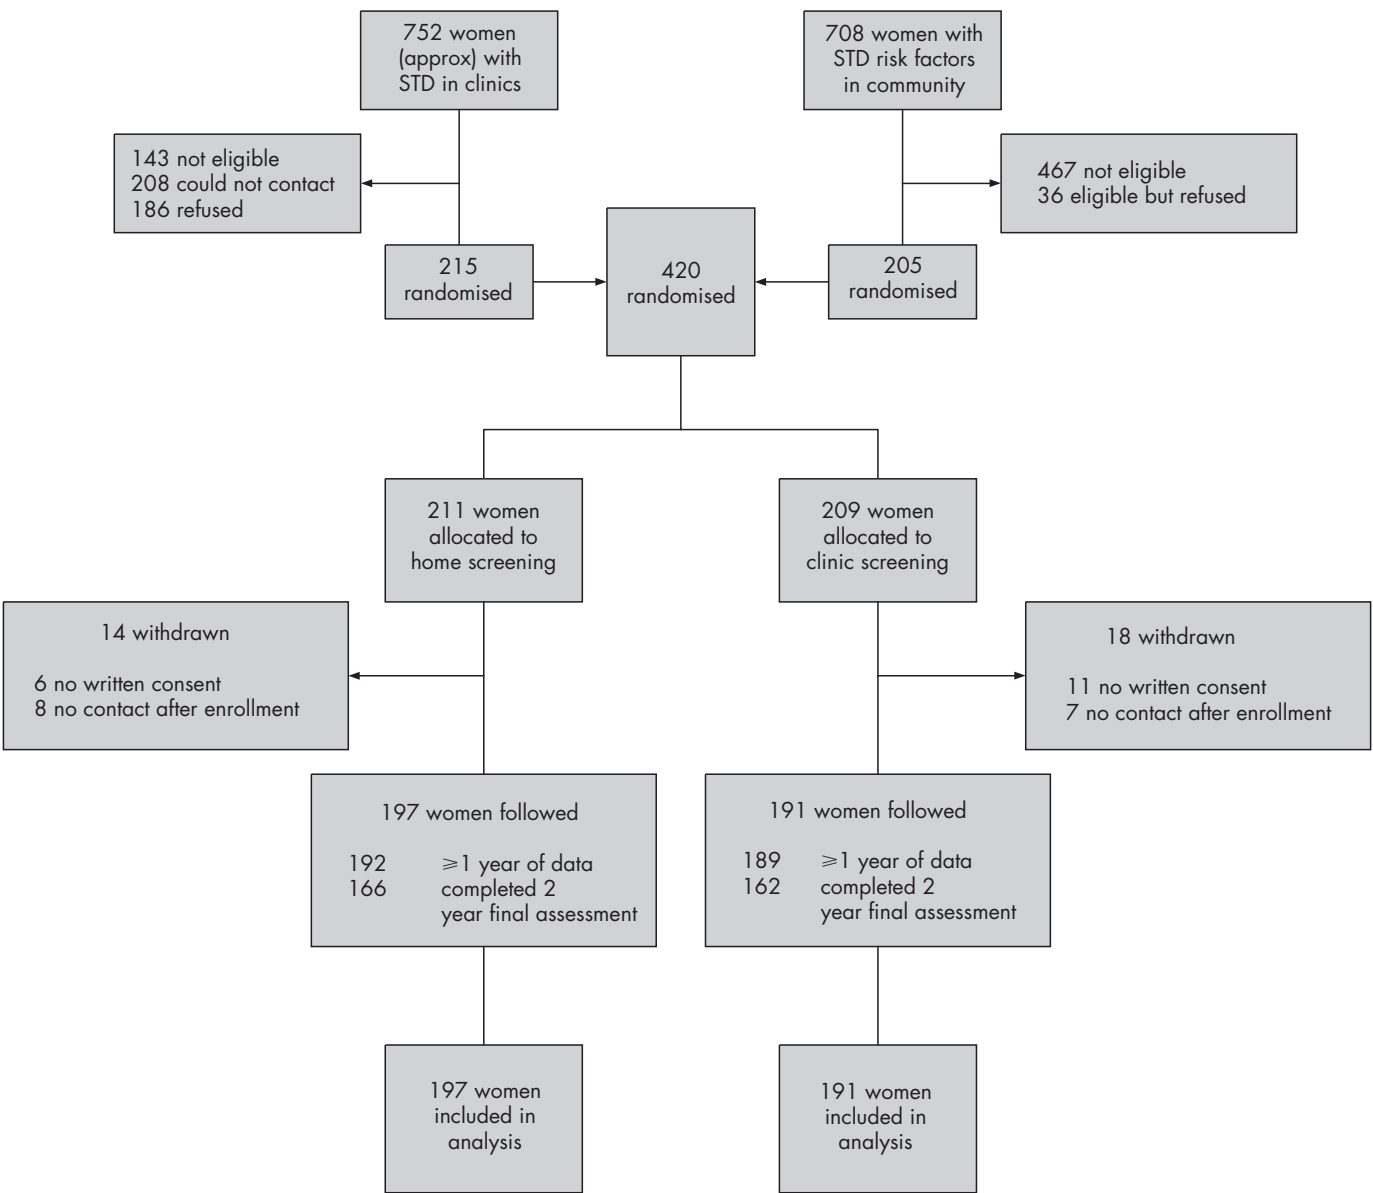 752 women
(approx) with
STD in clinics
708 women with
STD risk factors
in community
143 not eligible
208 could not contact
186 refused
467 not eligible
36 eligible but refused
215
randomised
420
randomised
205
randomised
211 women
allocated to
home screening
209 women
allocated to
clinic screening
14 withdrawn
6 no written consent
8 no contact after enrollment
18 withdrawn
11 no written consent
7 no contact after enrollment
197 women followed
192 ⩾1 year of data
166 completed 2
year final assessment
191 women followed
189 ⩾1 year of data
162 completed 2
year final assessment
197 women
included in
analysis
191 women
included in
analysis